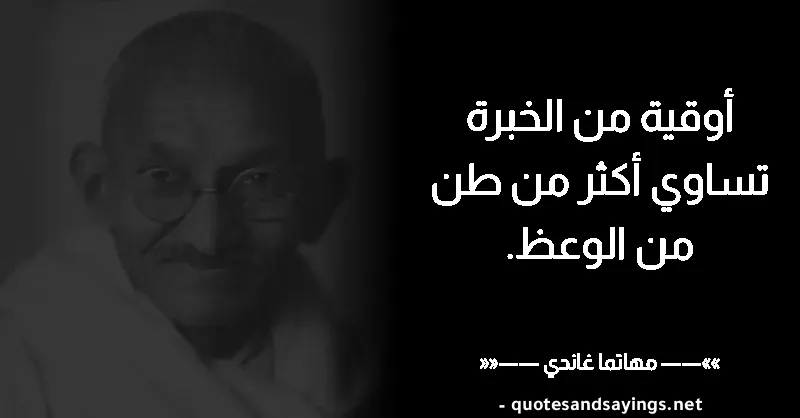 أوقية من الخبرة
تساوي أكثر من طن
من الوعظ.
»»—— مهاتما غاندي ——««
- quotesandsayings.net